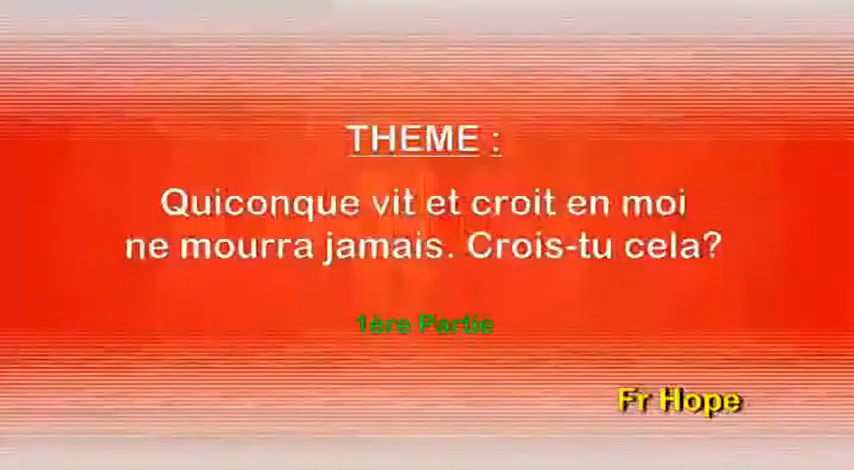 THEME :
Quiconque vit et croit en moi
ne mourra jamais. Crois-tu cela?
1ère Partie
Fr Hope